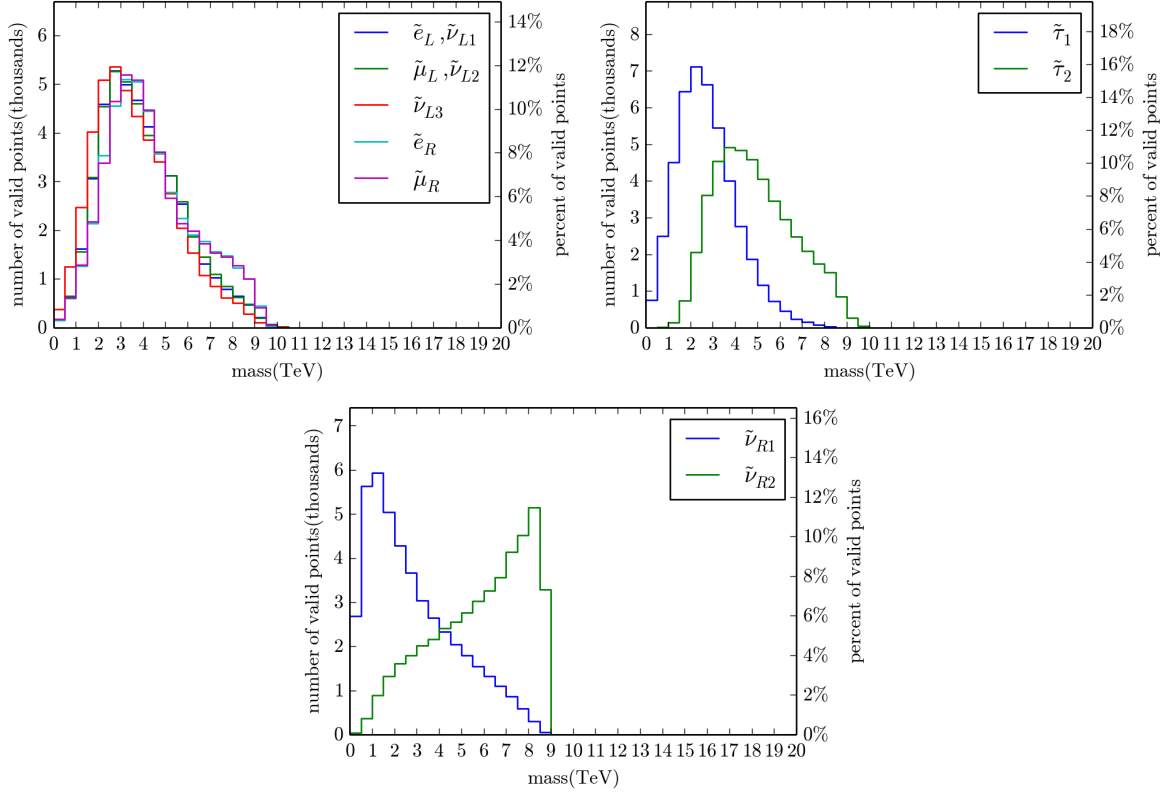 number of valid points(thousands)
6
5
4
3
2
1
0
14%
12%
10%
8%
6%
4%
2%
0%
percent of valid points
ẽ_L, ν̃_L1
μ̃_L, ν̃_L2
ν̃_L3
ẽ_R
μ̃_R
0 1 2 3 4 5 6 7 8 9 10 11 12 13 14 15 16 17 18 19 20
mass(TeV)
number of valid points(thousands)
8
7
6
5
4
3
2
1
0
18%
16%
14%
12%
10%
8%
6%
4%
2%
0%
percent of valid points
τ̃_1
τ̃_2
0 1 2 3 4 5 6 7 8 9 10 11 12 13 14 15 16 17 18 19 20
mass(TeV)
number of valid points(thousands)
7
6
5
4
3
2
1
0
16%
14%
12%
10%
8%
6%
4%
2%
0%
percent of valid points
ν̃_R1
ν̃_R2
0 1 2 3 4 5 6 7 8 9 10 11 12 13 14 15 16 17 18 19 20
mass(TeV)